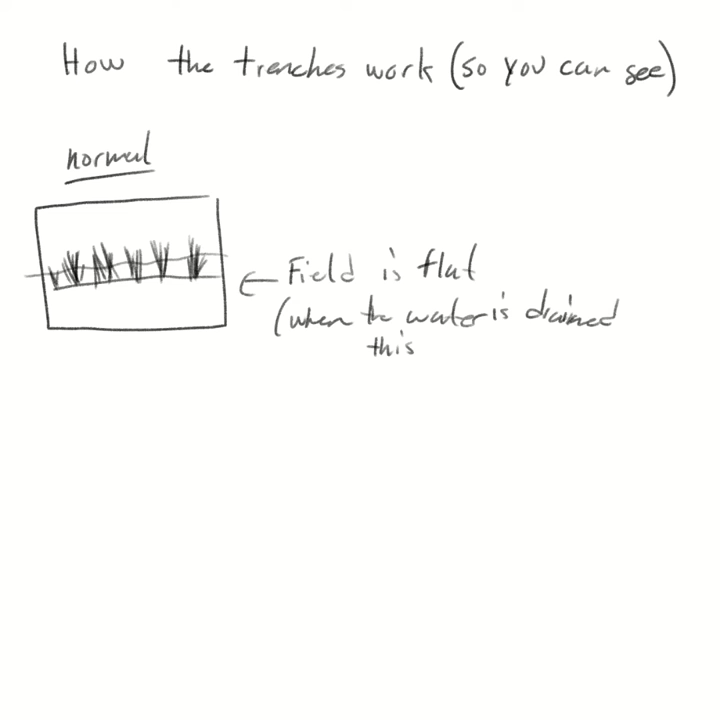 How the trenches work (so you can see)
normal
← Field is flat
(when the water is drained
this